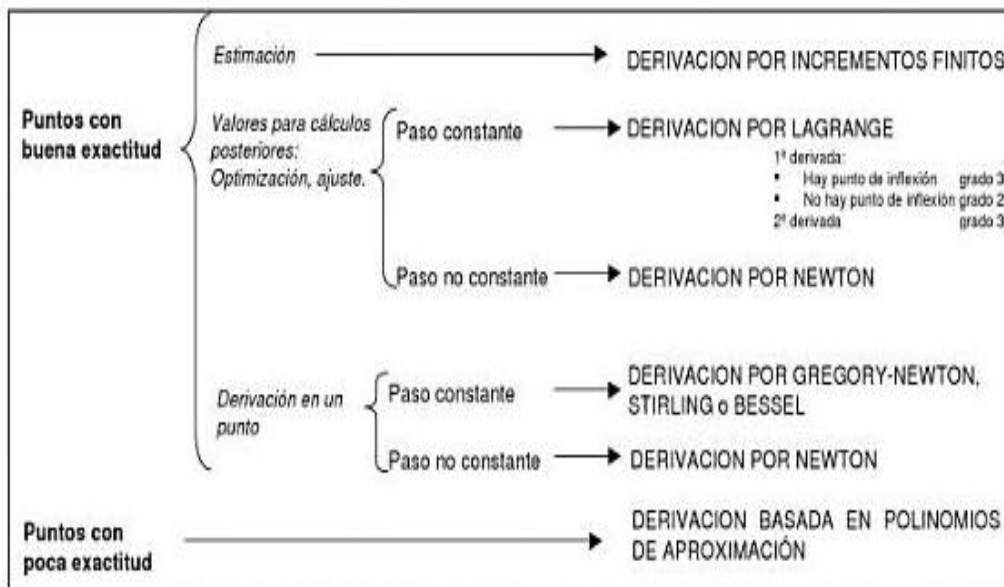 Estimación
DERIVACION POR INCREMENTOS FINITOS
Puntos con
buena exactitud
Valores para cálculos
posteriores:
Optimización, ajuste.
Paso constante
DERIVACION POR LAGRANGE
1ª derivada:
▪ Hay punto de inflexión grado 3
▪ No hay punto de inflexión grado 2
2ª derivada grado 3
Paso no constante
DERIVACION POR NEWTON
Derivación en un
punto
Paso constante
DERIVACION POR GREGORY-NEWTON,
STIRLING o BESSEL
Paso no constante
DERIVACION POR NEWTON
Puntos con
poca exactitud
DERIVACION BASADA EN POLINOMIOS
DE APROXIMACIÓN